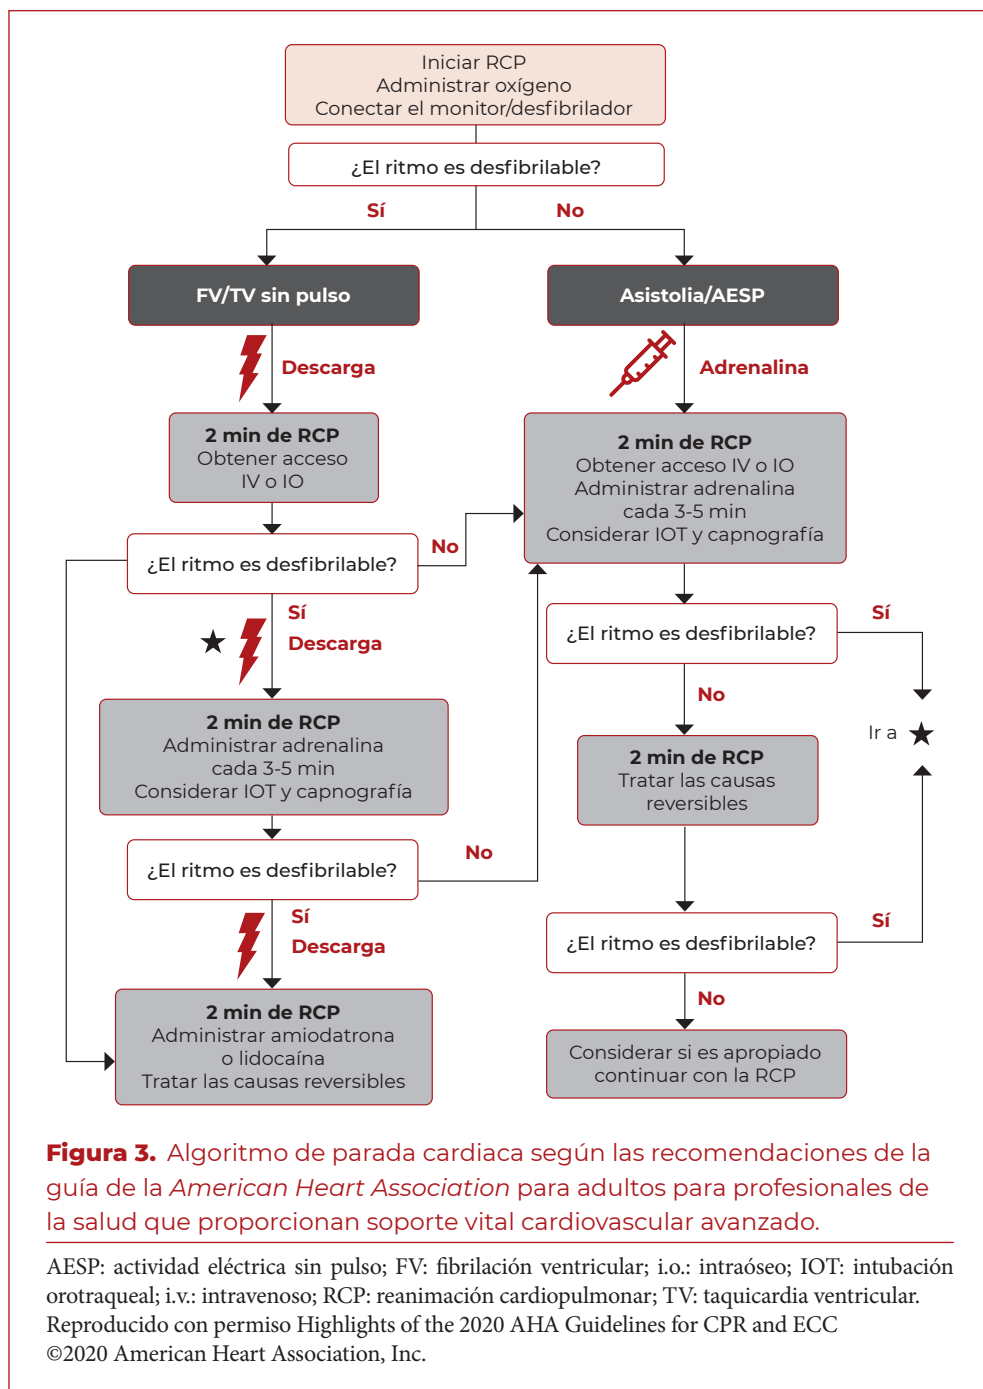 Iniciar RCP
Administrar oxígeno
Conectar el monitor/desfibrilador
¿El ritmo es desfibrilable?
Sí
No
FV/TV sin pulso
Asistolia/AESP
Descarga
Adrenalina
2 min de RCP
Obtener acceso
IV o IO
2 min de RCP
Obtener acceso IV o IO
Administrar adrenalina
cada 3-5 min
Considerar IOT y capnografía
¿El ritmo es desfibrilable?
No
Sí
Descarga
¿El ritmo es desfibrilable?
Sí
No
Ir a
2 min de RCP
Administrar adrenalina
cada 3-5 min
Considerar IOT y capnografía
2 min de RCP
Tratar las causas
reversibles
¿El ritmo es desfibrilable?
No
Sí
Descarga
¿El ritmo es desfibrilable?
Sí
No
2 min de RCP
Administrar amiodatrona
o lidocaína
Tratar las causas reversibles
Considerar si es apropiado
continuar con la RCP
Figura 3. Algoritmo de parada cardiaca según las recomendaciones de la
guía de la American Heart Association para adultos para profesionales de
la salud que proporcionan soporte vital cardiovascular avanzado.
AESP: actividad eléctrica sin pulso; FV: fibrilación ventricular; i.o.: intraóseo; IOT: intubación
orotraqueal; i.v.: intravenoso; RCP: reanimación cardiopulmonar; TV: taquicardia ventricular.
Reproducido con permiso Highlights of the 2020 AHA Guidelines for CPR and ECC
©2020 American Heart Association, Inc.